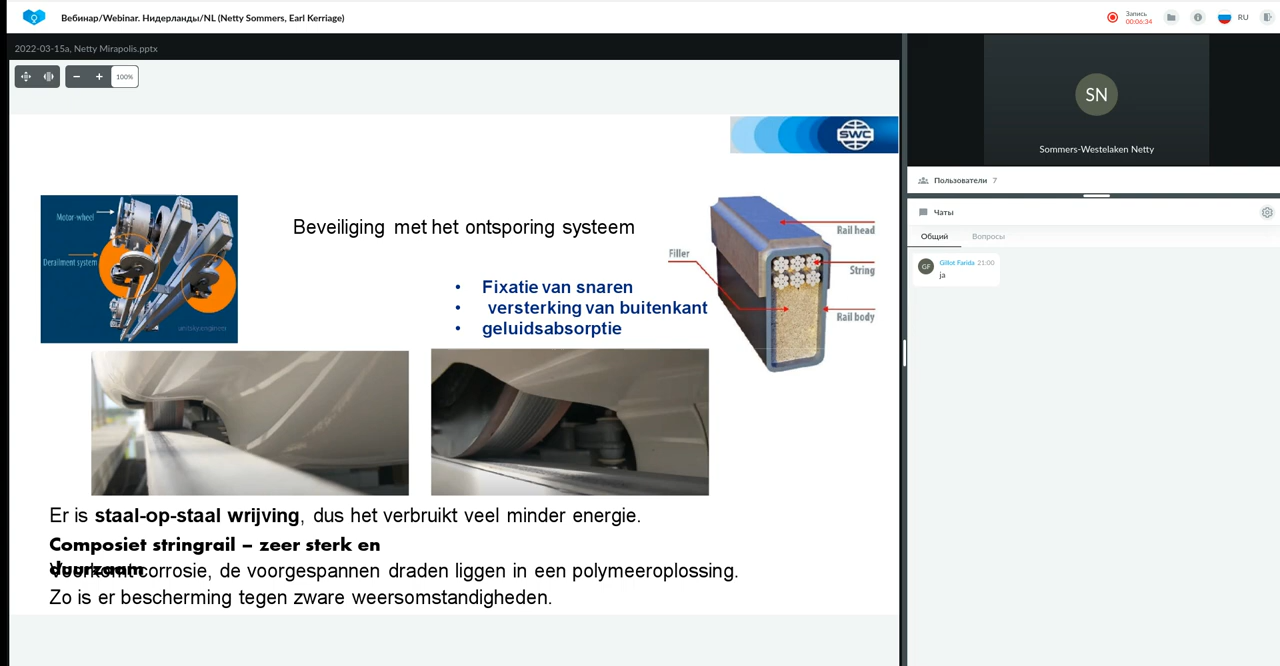 Вебинар/Webinar. Нидерланды/NL (Netty Sommers, Earl Kerriage)
Запись
00:06:34
RU
2022-03-15a, Netty Mirapolis.pptx
100%
SWC
Motor-wheel
Derailment system
Beveiliging met het ontsporing systeem
• Fixatie van snaren
• versterking van buitenkant
• geluidsabsorptie
Filler
Rail head
String
Rail body
Er is staal-op-staal wrijving, dus het verbruikt veel minder energie.
Composiet stringrail – zeer sterk en
duurzaam
corrosie, de voorgespannen draden liggen in een polymeeroplossing.
Zo is er bescherming tegen zware weersomstandigheden.
SN
Sommers-Westelaken Netty
Пользователи 7
Чаты
Общий Вопросы
GF
Gillot Farida 21:00
ja